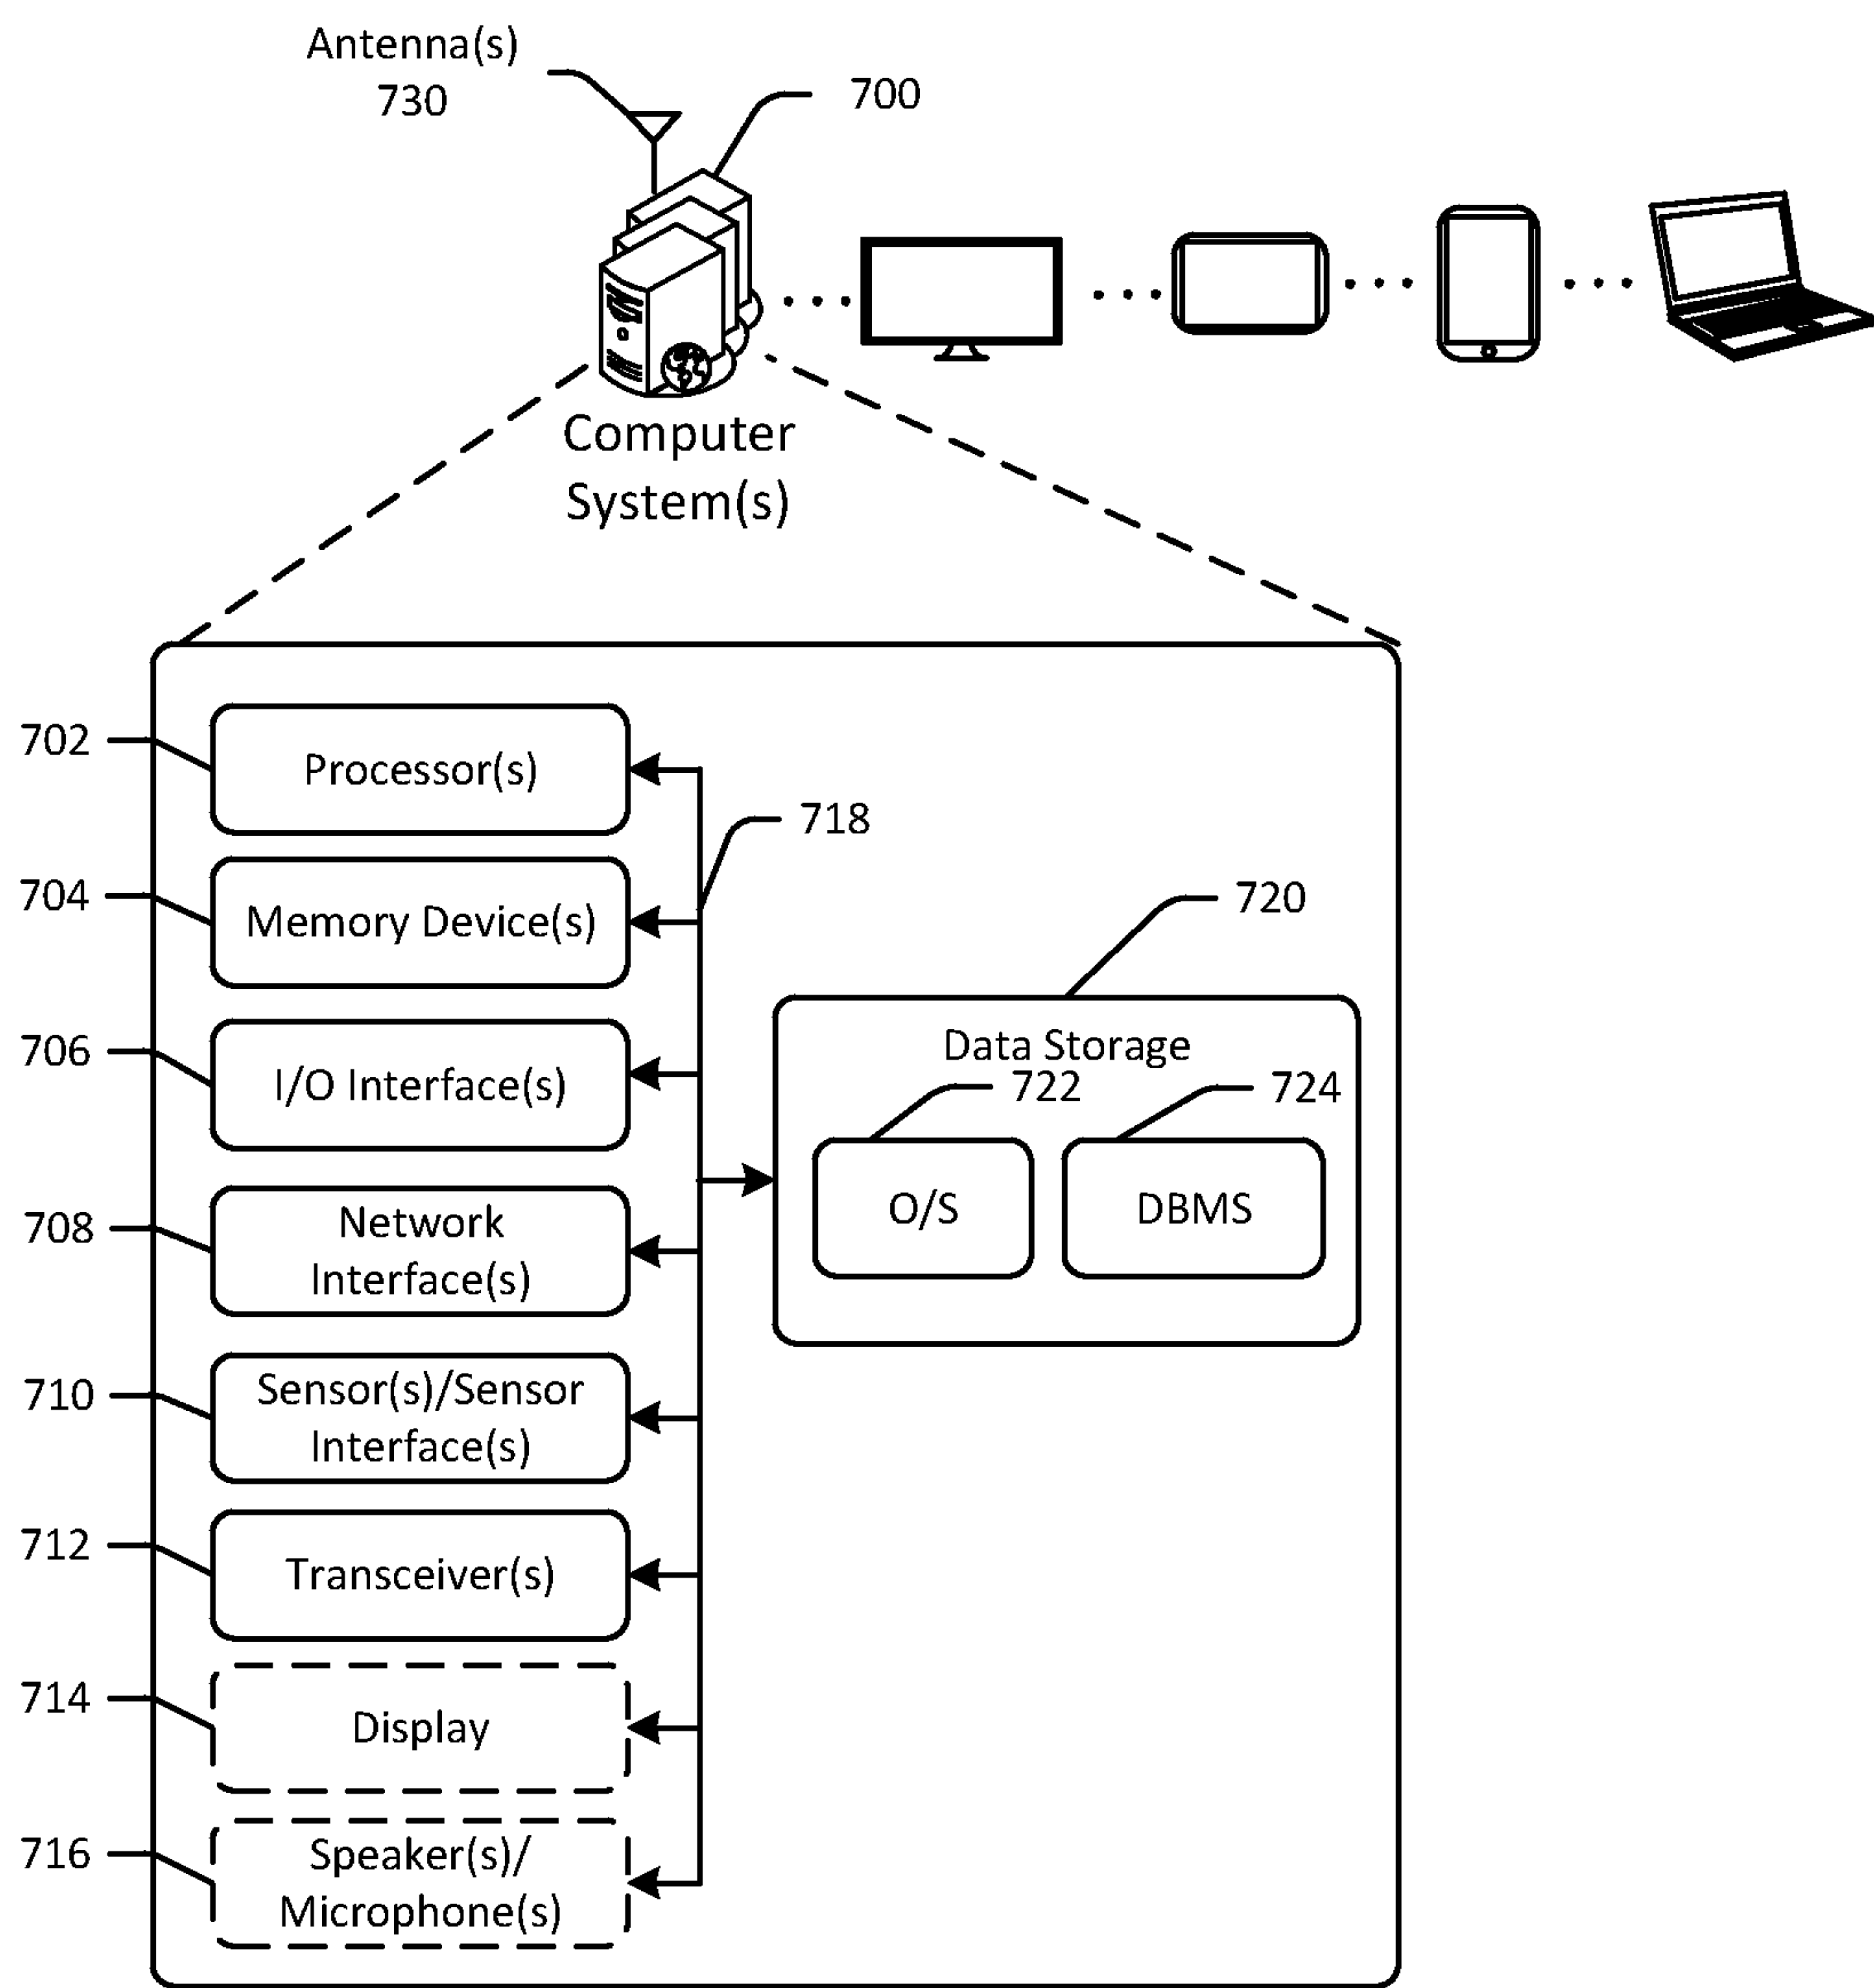 Antenna(s)
730
700
Computer
System(s)
702
Processor(s)
718
704
Memory Device(s)
720
706
I/O Interface(s)
Data Storage
722
724
O/S
DBMS
708
Network
Interface(s)
710
Sensor(s)/Sensor
Interface(s)
712
Transceiver(s)
714
Display
716
Speaker(s)/
Microphone(s)